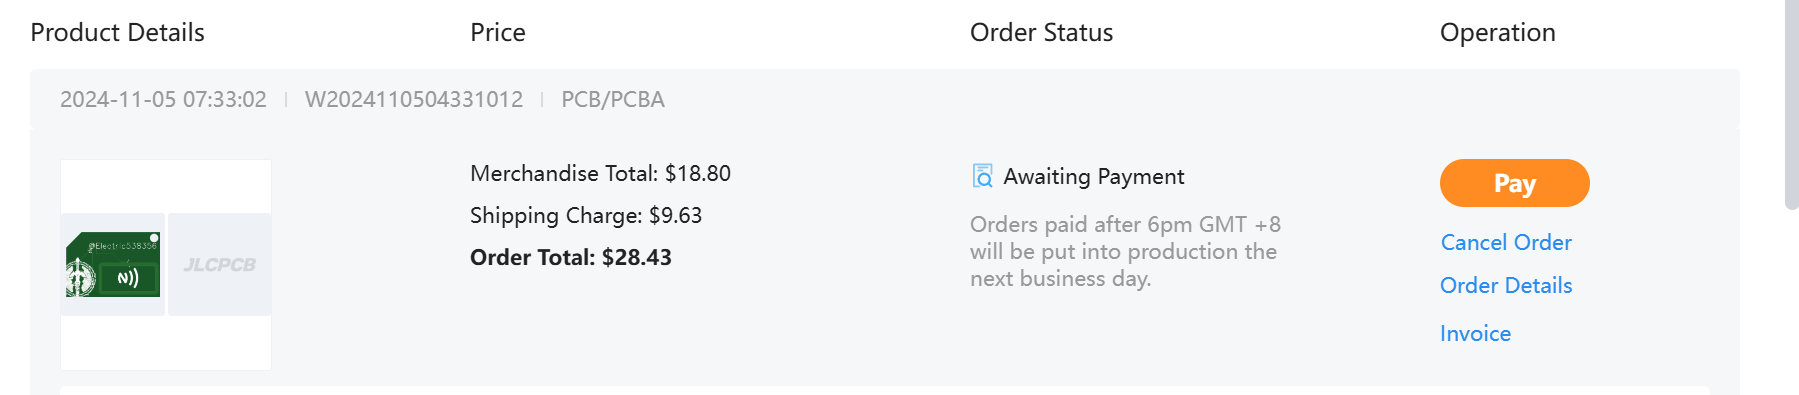 Product Details
Price
Order Status
Operation
2024-11-05 07:33:02
W2024110504331012
PCB/PCBA
@Electric538356
N))
JLCPCB
Merchandise Total: $18.80
Shipping Charge: $9.63
Order Total: $28.43
Awaiting Payment
Orders paid after 6pm GMT +8
will be put into production the
next business day.
Pay
Cancel Order
Order Details
Invoice